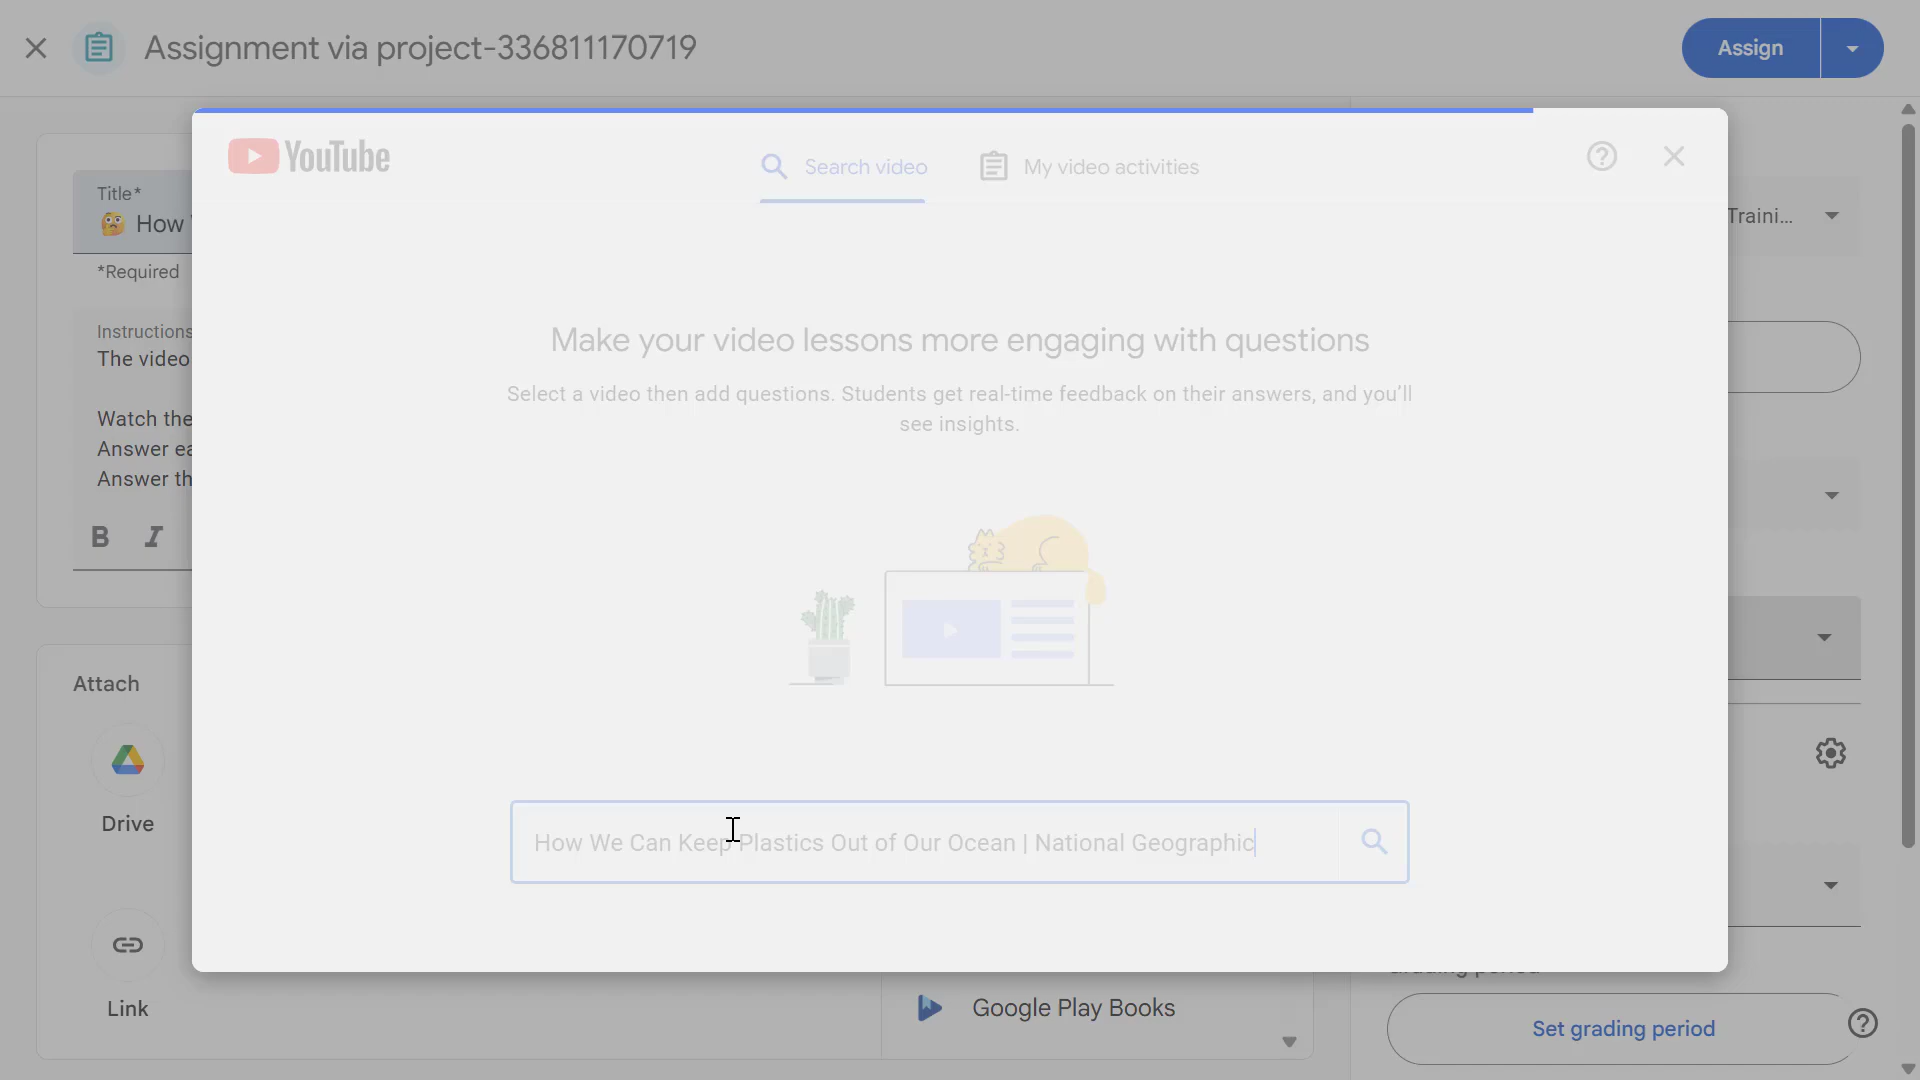 Assignment via project-336811170719
Assign
Title*
🤔 How
*Required
Instructions
The video
Watch the
Answer
Answer
B I
Attach
Drive
Link
YouTube
Search video
My video activities
Make your video lessons more engaging with questions
Select a video then add questions. Students get real-time feedback on their answers, and you'll
see insights.
How We Can Keep Plastics Out of Our Ocean | National Geographic
Google Play Books
Traini...
Grading period
Set grading period